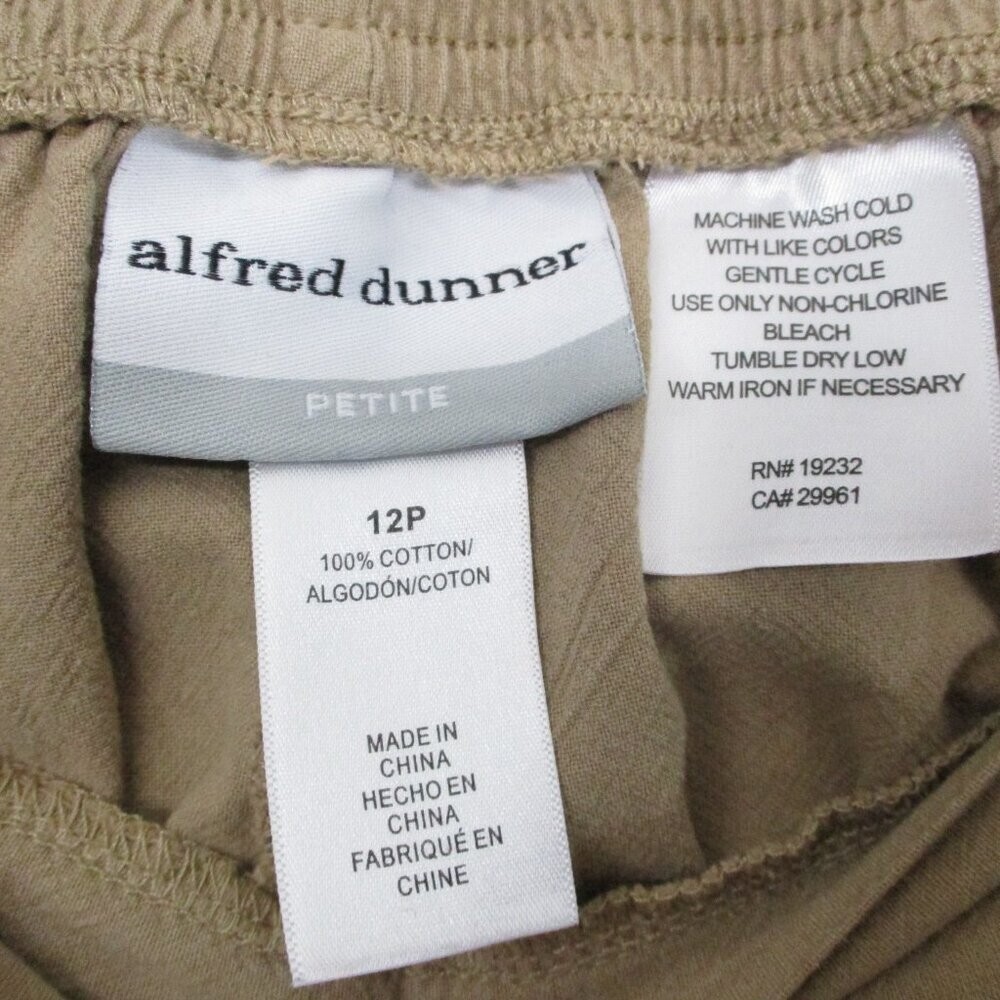 alfred dunner
PETITE
12P
100% COTTON/
ALGODÓN/COTON
MADE IN
CHINA
HECHO EN
CHINA
FABRIQUÉ EN
CHINE
MACHINE WASH COLD
WITH LIKE COLORS
GENTLE CYCLE
USE ONLY NON-CHLORINE
BLEACH
TUMBLE DRY LOW
WARM IRON IF NECESSARY
RN# 19232
CA# 29961